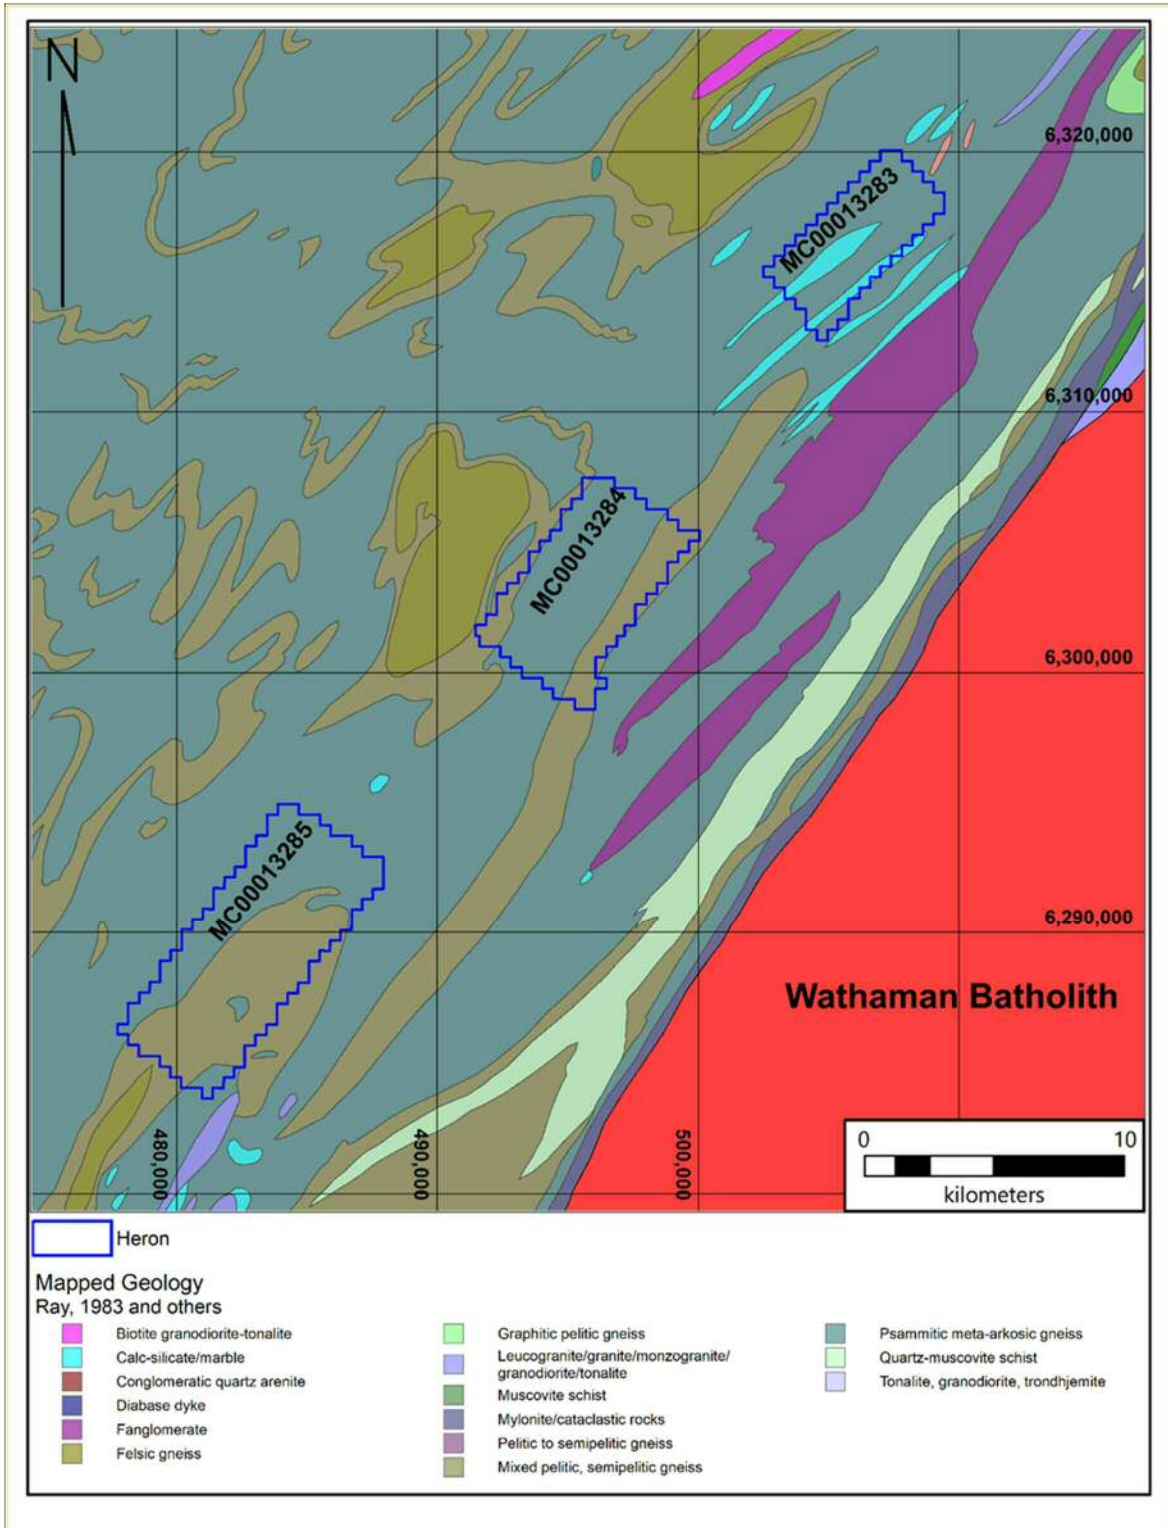 N
6,320,000
MC00013283
6,310,000
MC00013284
6,300,000
MC00013285
6,290,000
Wathaman Batholith
480,000
490,000
500,000
0 10
kilometers
Heron
Mapped Geology
Ray, 1983 and others
Biotite granodiorite-tonalite
Calc-silicate/marble
Conglomeratic quartz arenite
Diabase dyke
Fanglomerate
Felsic gneiss
Graphitic pelitic gneiss
Leucogranite/granite/monzogranite/
granodiorite/tonalite
Muscovite schist
Mylonite/cataclastic rocks
Pelitic to semipelitic gneiss
Mixed pelitic, semipelitic gneiss
Psammitic meta-arkosic gneiss
Quartz-muscovite schist
Tonalite, granodiorite, trondhjemite